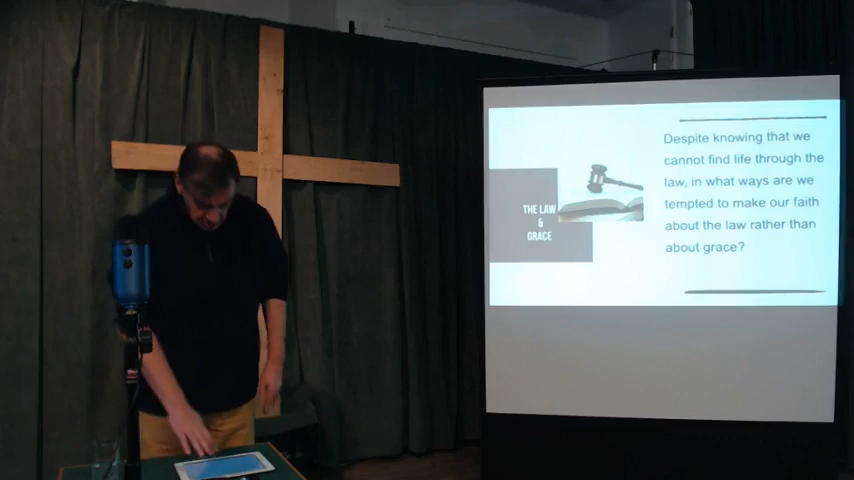 THE LAW
&
GRACE
Despite knowing that we
cannot find life through the
law, in what ways are we
tempted to make our faith
about the law rather than
about grace?